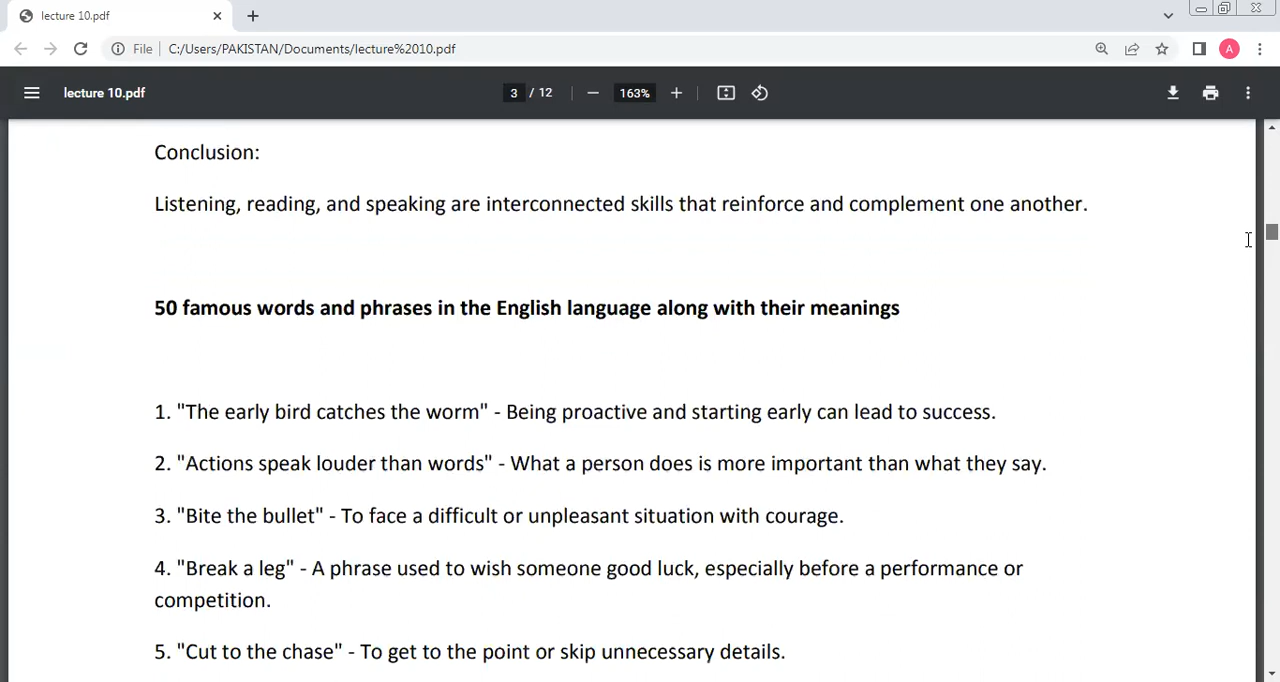 lecture 10.pdf
File
C:/Users/PAKISTAN/Documents/lecture%2010.pdf
A
lecture 10.pdf
3 / 12
163%
Conclusion:
Listening, reading, and speaking are interconnected skills that reinforce and complement one another.
50 famous words and phrases in the English language along with their meanings
1. "The early bird catches the worm" - Being proactive and starting early can lead to success.
2. "Actions speak louder than words" - What a person does is more important than what they say.
3. "Bite the bullet" - To face a difficult or unpleasant situation with courage.
4. "Break a leg" - A phrase used to wish someone good luck, especially before a performance or
competition.
5. "Cut to the chase" - To get to the point or skip unnecessary details.